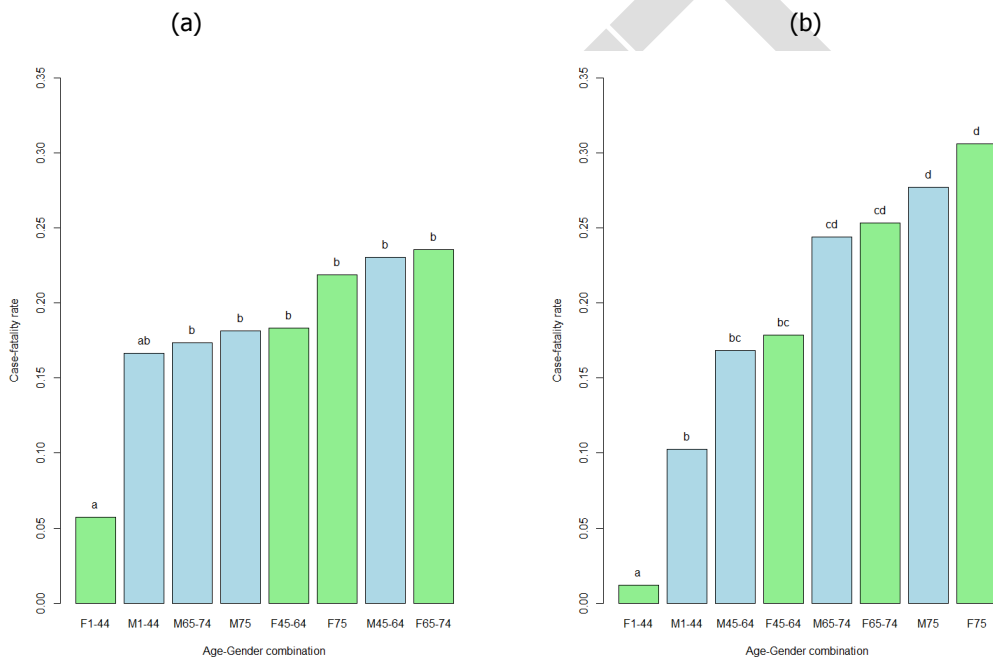 (a)
(b)
0.35
0.30
0.25
0.20
0.15
0.10
0.05
0.00
Case-fatality rate
a
ab
b
b
b
b
b
b
F1-44 M1-44 M65-74 M75 F45-64 F75 M45-64 F65-74
Age-Gender combination
0.35
0.30
0.25
0.20
0.15
0.10
0.05
0.00
Case-fatality rate
a
b
bc
bc
cd
cd
d
d
F1-44 M1-44 M45-64 F45-64 M65-74 F65-74 M75 F75
Age-Gender combination